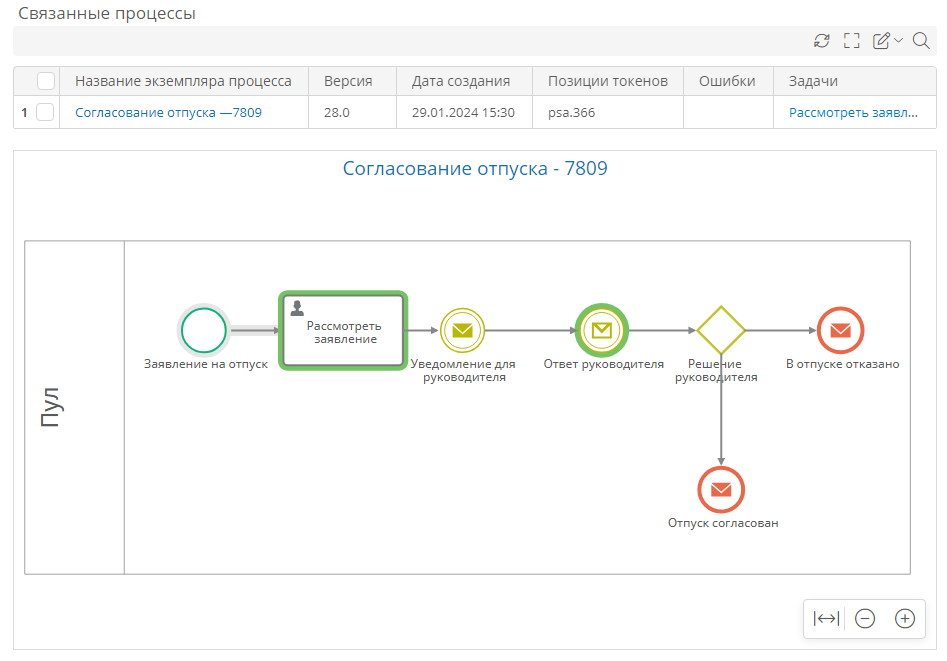 Связанные процессы
Название экземпляра процесса Версия Дата создания Позиции токенов Ошибки Задачи
1 Согласование отпуска —7809 28.0 29.01.2024 15:30 psa.366 Рассмотреть заявл...
Согласование отпуска - 7809
Пул
Заявление на отпуск
Рассмотреть
заявление
Уведомление для
руководителя
Ответ руководителя
Решение
руководителя
В отпуске отказано
Отпуск согласован